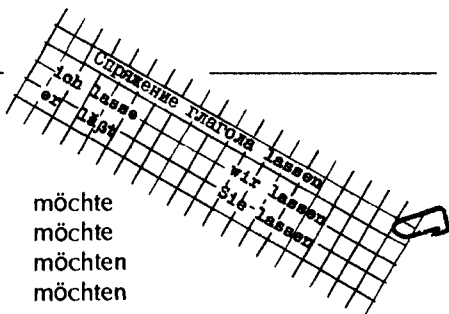 Спряжение глагола lassen
ich lasse
er läßt
wir lassen
Sie lassen
möchte
möchte
möchten
möchten